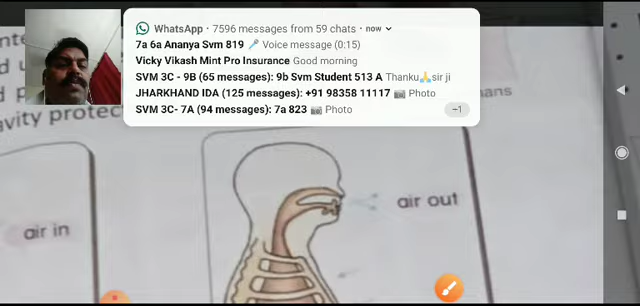 WhatsApp · 7596 messages from 59 chats · now
7a 6a Ananya Svm 819 🎤 Voice message (0:15)
Vicky Vikash Mint Pro Insurance Good morning
SVM 3C - 9B (65 messages): 9b Svm Student 513 A Thanku🙏sir ji
JHARKHAND IDA (125 messages): +91 98358 11117 📷 Photo
SVM 3C- 7A (94 messages): 7a 823 📷 Photo
+1
air out
air in